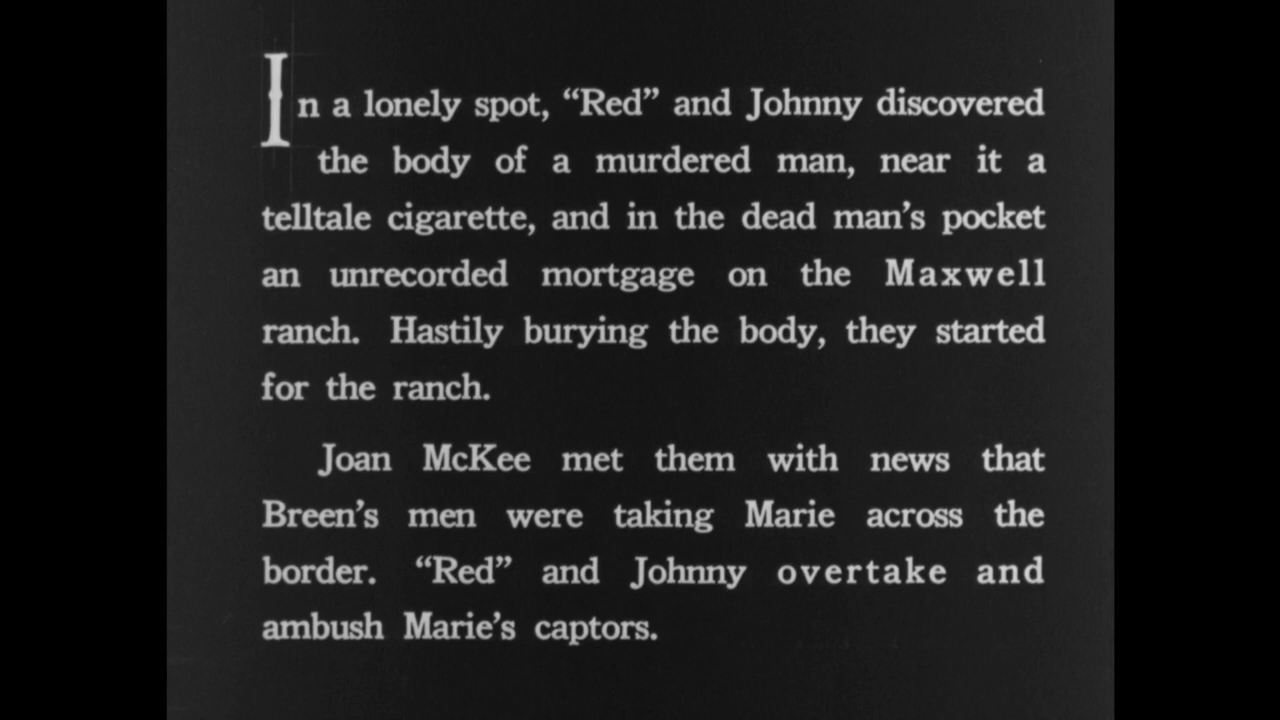 In a lonely spot, “Red” and Johnny discovered
the body of a murdered man, near it a
telltale cigarette, and in the dead man’s pocket
an unrecorded mortgage on the Maxwell
ranch. Hastily burying the body, they started
for the ranch.
Joan McKee met them with news that
Breen’s men were taking Marie across the
border. “Red” and Johnny overtake and
ambush Marie’s captors.